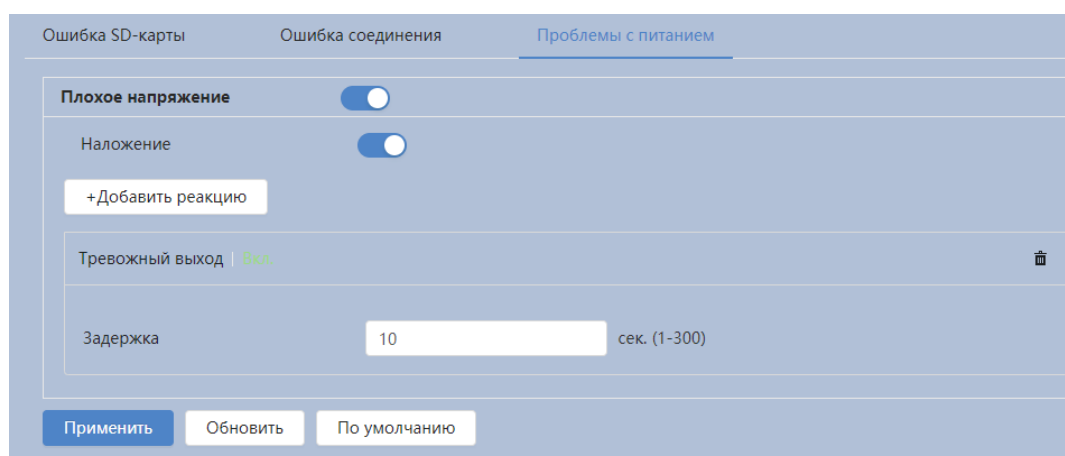 Ошибка SD-карты Ошибка соединения Проблемы с питанием
Плохое напряжение
Наложение
+Добавить реакцию
Тревожный выход |
Задержка 10 сек. (1-300)
Применить Обновить По умолчанию